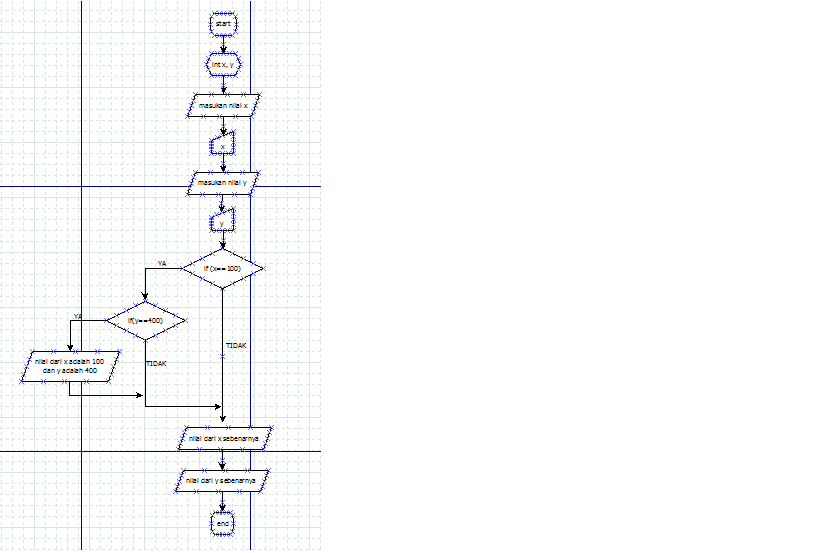 start
int x, y
masukan nilai x
x
masukan nilai y
y
if (x== 100)
YA
if(y==400)
YA
TIDAK
TIDAK
nilai dari x adalah 100
dan y adalah 400
nilai dari x sebenarnya
nilai dari y sebenarnya
end